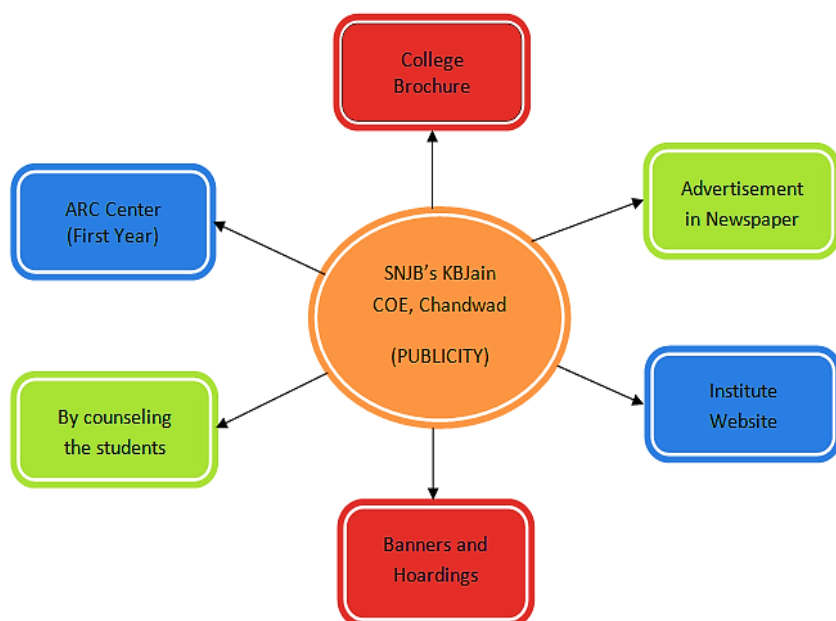 College
Brochure
ARC Center
(First Year)
Advertisement
in Newspaper
SNJB’s KBJain
COE, Chandwad
(PUBLICITY)
By counseling
the students
Institute
Website
Banners and
Hoardings